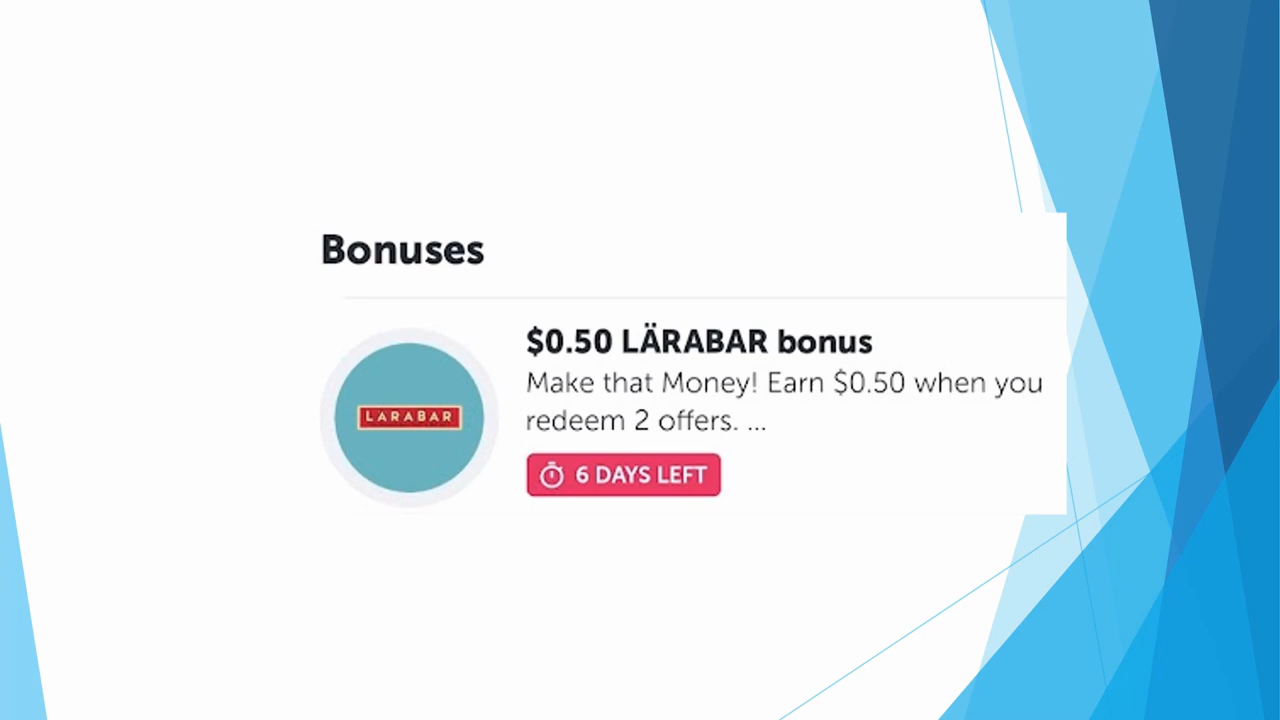 Bonuses
$0.50 LÄRABAR bonus
Make that Money! Earn $0.50 when you
redeem 2 offers. ...
LARABAR
6 DAYS LEFT